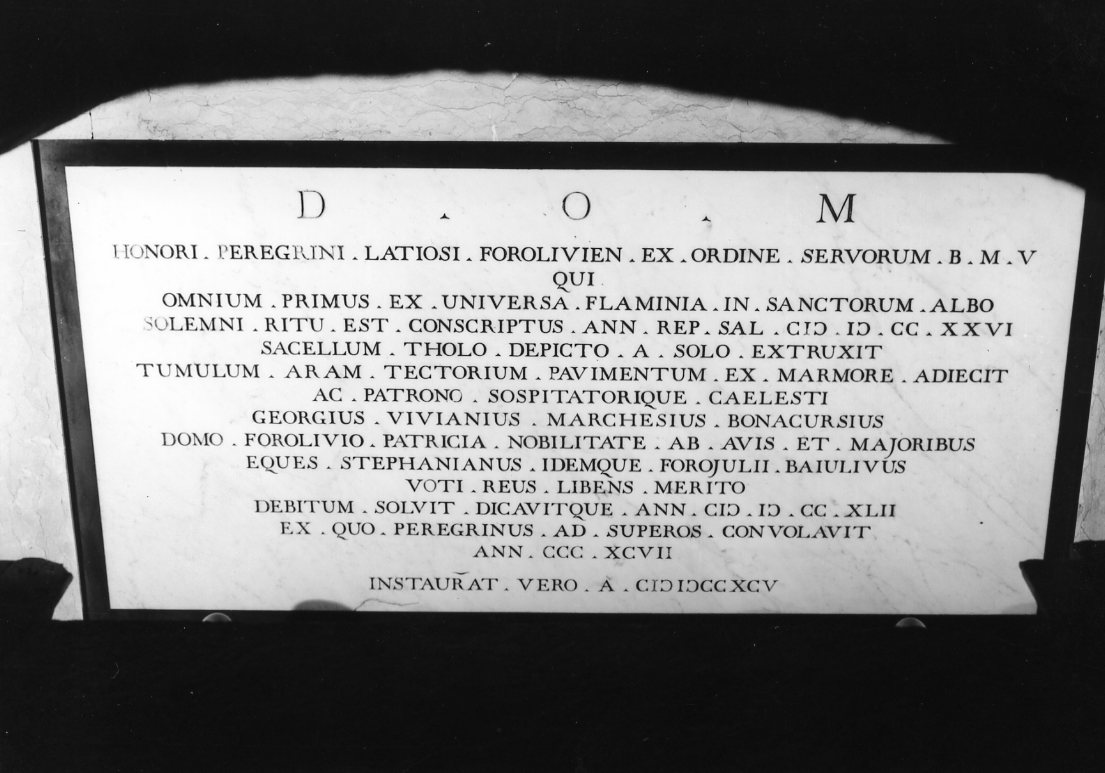 D . O . M
HONORI . PEREGRINI . LATIOSI . FOROLIVIEN . EX . ORDINE . SERVORUM . B . M . V
QUI
OMNIUM . PRIMUS . EX . UNIVERSA . FLAMINIA . IN . SANCTORUM . ALBO
SOLEMNI . RITU . EST . CONSCRIPTUS . ANN . REP . SAL . CIƆ . IƆ . CC . XXVI
SACELLUM . THOLO . DEPICTO . A . SOLO . EXTRUXIT
TUMULUM . ARAM . TECTORIUM . PAVIMENTUM . EX . MARMORE . ADIECIT
AC . PATRONO . SOSPITATORIQUE . CAELESTI
GEORGIUS . VIVIANIUS . MARCHESIUS . BONACURSIUS
DOMO . FOROLIVIO . PATRICIA . NOBILITATE . AB . AVIS . ET . MAJORIBUS
EQUES . STEPHANIANUS . IDEMQUE . FOROJULII . BAIULIVUS
VOTI . REUS . LIBENS . MERITO
DEBITUM . SOLVIT . DICAVITQUE . ANN . CIƆ . IƆ . CC . XLII
EX . QUO . PEREGRINUS . AD . SUPEROS . CONVOLAVIT
ANN . CCC . XCVII
INSTAURAT . VERO . A . CIƆIƆCCXCV